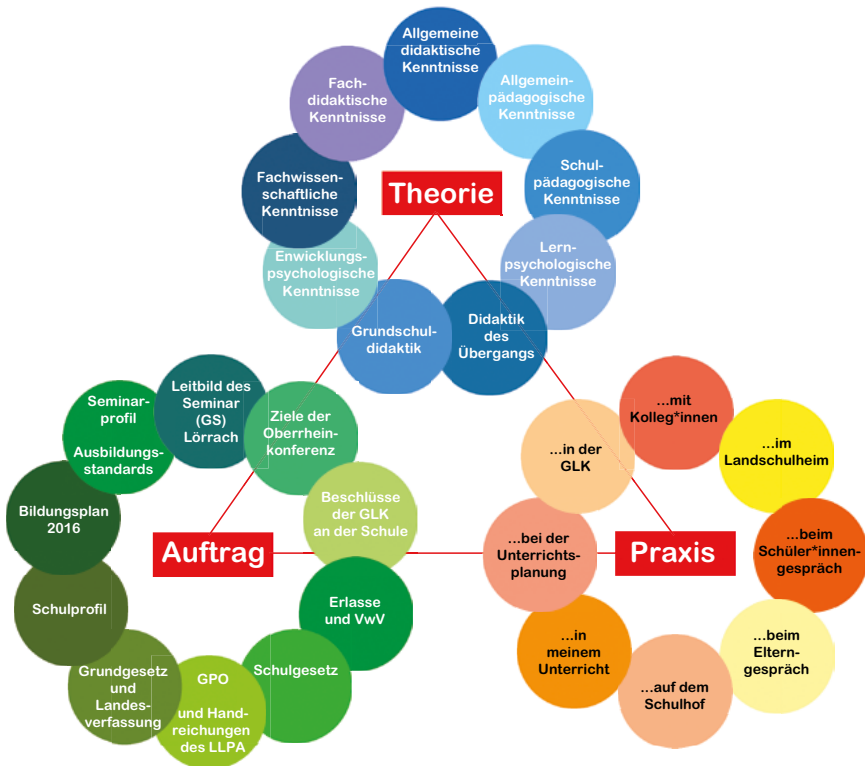 Allgemeine
didaktische
Kenntnisse
Fach-
didaktische
Kenntnisse
Allgemein-
pädagogische
Kenntnisse
Fachwissen-
schaftliche
Kenntnisse
Theorie
Schul-
pädagogische
Kenntnisse
Enwicklungs-
psychologische
Kenntnisse
Lern-
psychologische
Kenntnisse
Grundschul-
didaktik
Didaktik
des
Übergangs
Seminar-
profil
Ausbildungs-
standards
Leitbild des
Seminar
(GS)
Lörrach
Ziele der
Oberrhein-
konferenz
Bildungsplan
2016
Beschlüsse
der GLK
an der Schule
Auftrag
Schulprofil
Erlasse
und VwV
Grundgesetz
und
Landes-
verfassung
GPO
und Hand-
reichungen
des LLPA
Schulgesetz
...mit
Kolleg*innen
...in der
GLK
...im
Landschulheim
...bei der
Unterrichts-
planung
Praxis
...beim
Schüler*innen-
gespräch
...in
meinem
Unterricht
...beim
Eltern-
gespräch
...auf dem
Schulhof